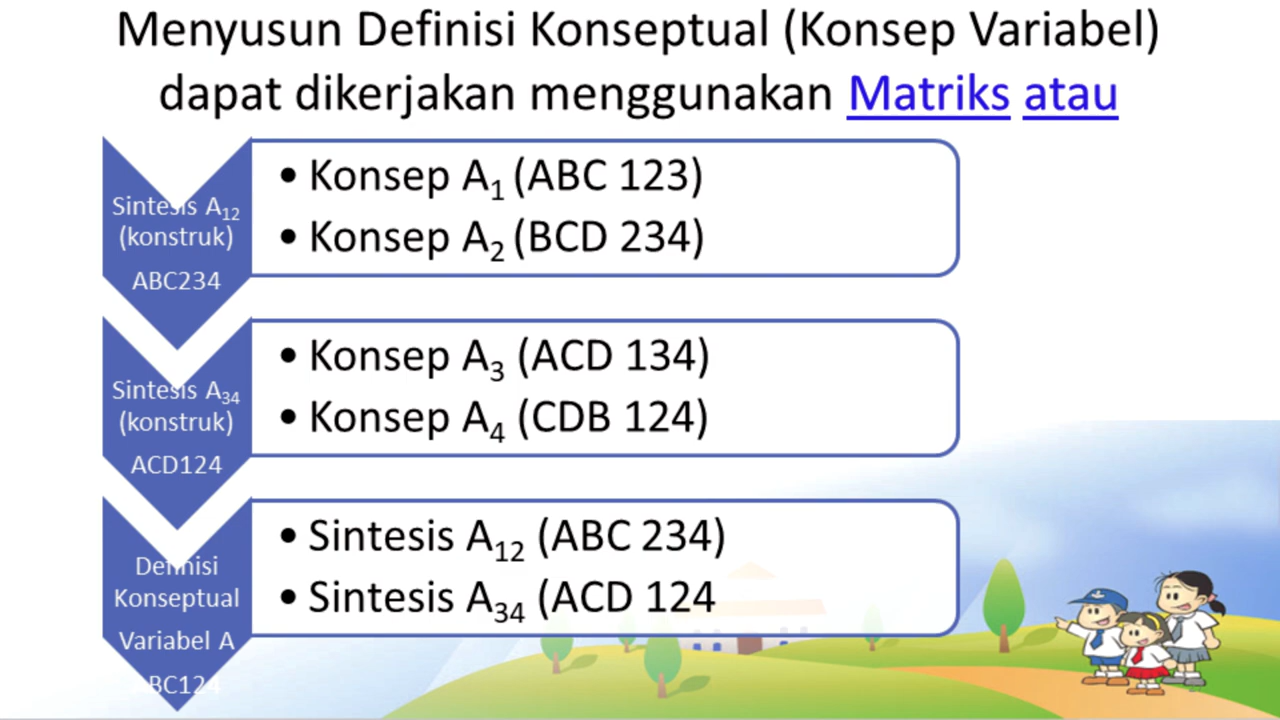 Menyusun Definisi Konseptual (Konsep Variabel)
dapat dikerjakan menggunakan Matriks atau
Sintesis A₁₂
(konstruk)
ABC234
• Konsep A₁ (ABC 123)
• Konsep A₂ (BCD 234)
Sintesis A₃₄
(konstruk)
ACD124
• Konsep A₃ (ACD 134)
• Konsep A₄ (CDB 124)
Definisi
Konseptual
Variabel A
ABC124
• Sintesis A₁₂ (ABC 234)
• Sintesis A₃₄ (ACD 124